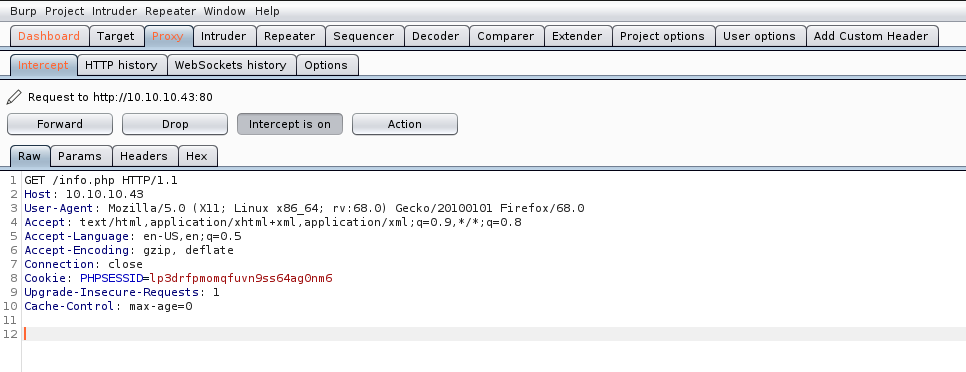 Burp Project Intruder Repeater Window Help
Dashboard Target Proxy Intruder Repeater Sequencer Decoder Comparer Extender Project options User options Add Custom Header
Intercept HTTP history WebSockets history Options
Request to http://10.10.10.43:80
Forward Drop Intercept is on Action
Raw Params Headers Hex
1 GET /info.php HTTP/1.1
2 Host: 10.10.10.43
3 User-Agent: Mozilla/5.0 (X11; Linux x86_64; rv:68.0) Gecko/20100101 Firefox/68.0
4 Accept: text/html,application/xhtml+xml,application/xml;q=0.9,*/*;q=0.8
5 Accept-Language: en-US,en;q=0.5
6 Accept-Encoding: gzip, deflate
7 Connection: close
8 Cookie: PHPSESSID=lp3drfpmomqfuvn9ss64ag0nm6
9 Upgrade-Insecure-Requests: 1
10 Cache-Control: max-age=0
11
12